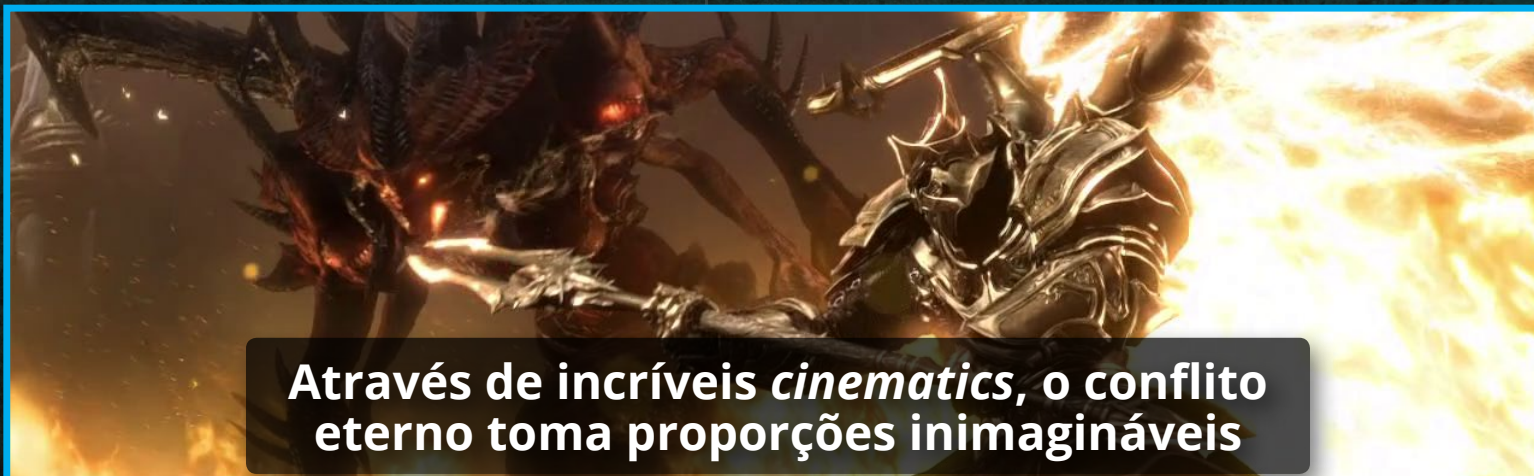 Através de incríveis cinematics, o conflito
eterno toma proporções inimagináveis